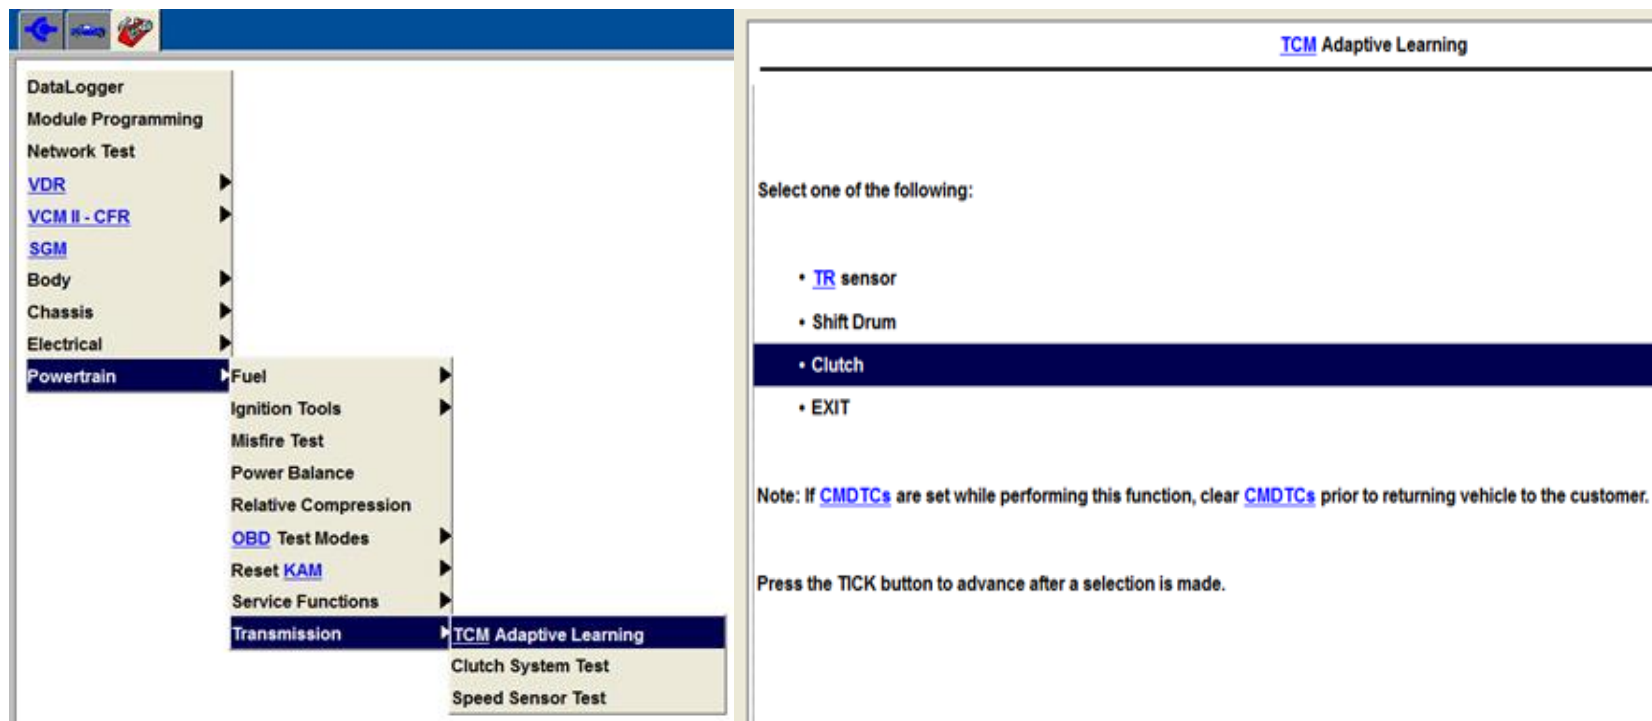 DataLogger
Module Programming
Network Test
VDR
VCM II - CFR
SGM
Body
Chassis
Electrical
Powertrain
Fuel
Ignition Tools
Misfire Test
Power Balance
Relative Compression
OBD Test Modes
Reset KAM
Service Functions
Transmission
TCM Adaptive Learning
Clutch System Test
Speed Sensor Test
TCM Adaptive Learning
Select one of the following:
• TR sensor
• Shift Drum
• Clutch
• EXIT
Note: If CMDTCs are set while performing this function, clear CMDTCs prior to returning vehicle to the customer.
Press the TICK button to advance after a selection is made.